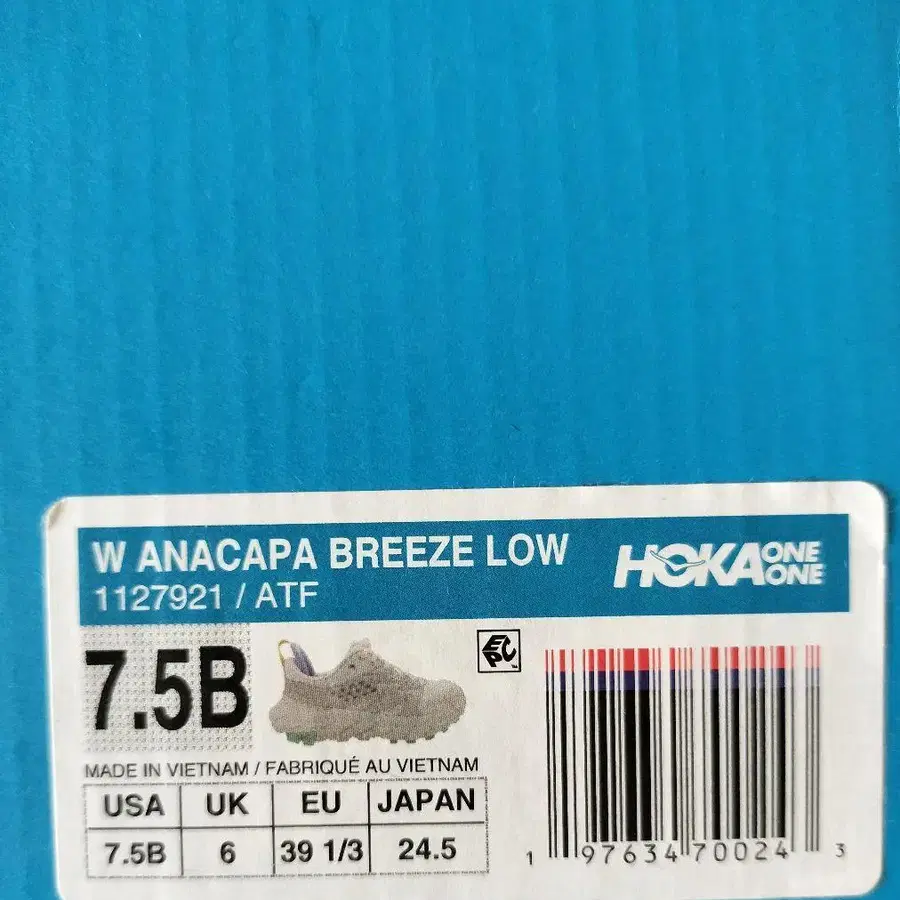 W ANACAPA BREEZE LOW
1127921 / ATF
HOKA ONE ONE
7.5B
EPC
MADE IN VIETNAM / FABRIQUÉ AU VIETNAM
USA UK EU JAPAN
7.5B 6 39 1/3 24.5
1 97634 70024 3